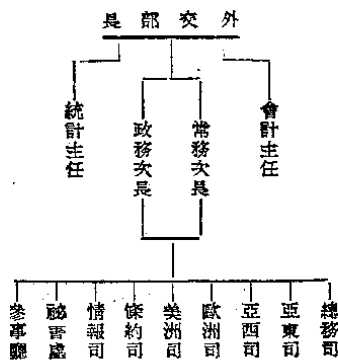 外交部部長
會計主任
常務次長
政務次長
統計主任
總務司
亞東司
亞西司
歐洲司
美洲司
條約司
情報司
祕書處
參事廳